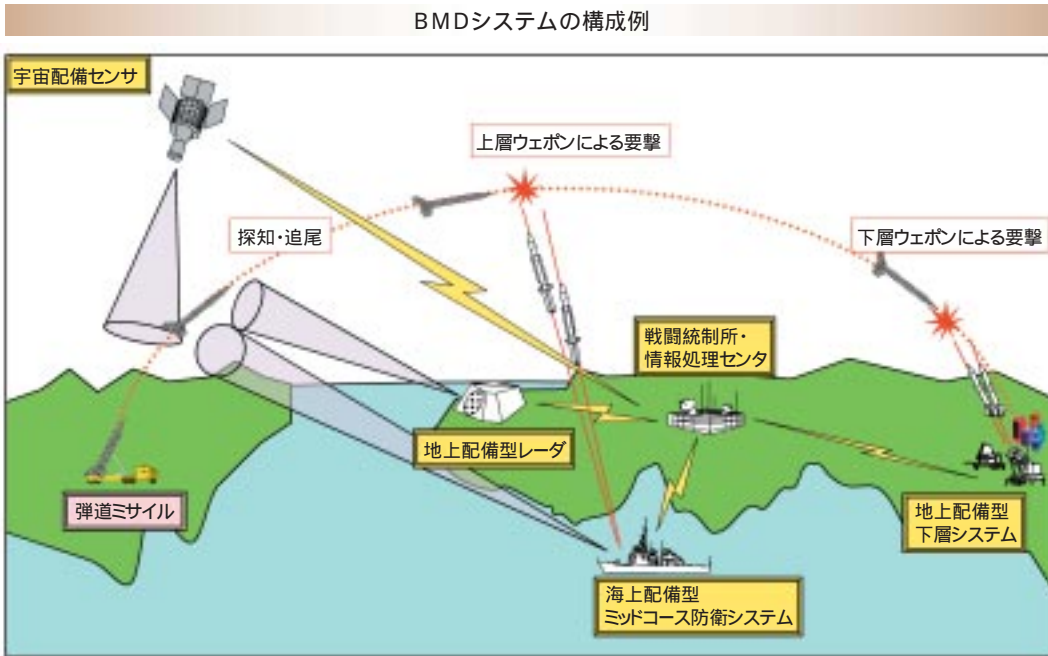 BMDシステムの構成例
宇宙配備センサ
上層ウェポンによる要撃
探知・追尾
下層ウェポンによる要撃
戦闘統制所・
情報処理センタ
地上配備型レーダ
弾道ミサイル
地上配備型
下層システム
海上配備型
ミッドコース防衛システム